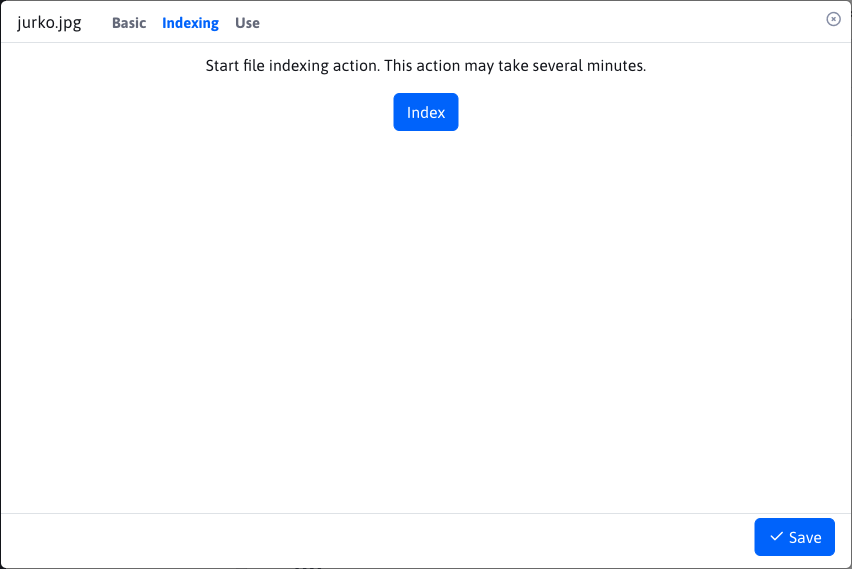 jurko.jpg Basic Indexing Use
Start file indexing action. This action may take several minutes.
Index
Save